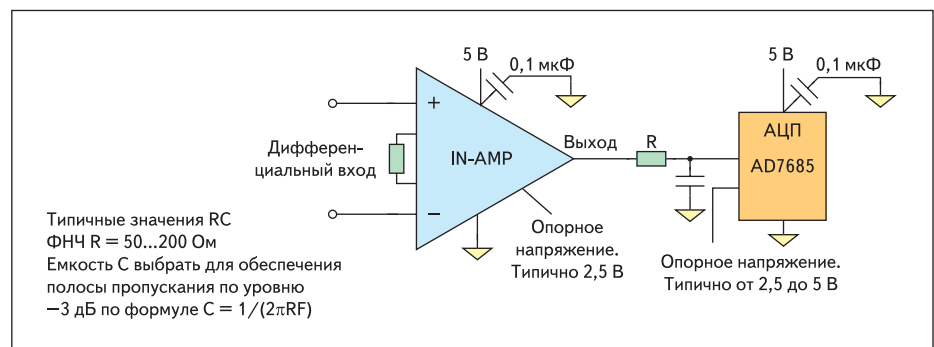 5 В
0,1 мкФ
5 В
0,1 мкФ
+
Дифферен-
циальный вход
IN-AMP
Выход
R
АЦП
AD7685
−
Опорное
напряжение.
Типично 2,5 В
Опорное напряжение.
Типично от 2,5 до 5 В
Типичные значения RC
ФНЧ R = 50...200 Ом
Емкость C выбрать для обеспечения
полосы пропускания по уровню
−3 дБ по формуле C = 1/(2πRF)